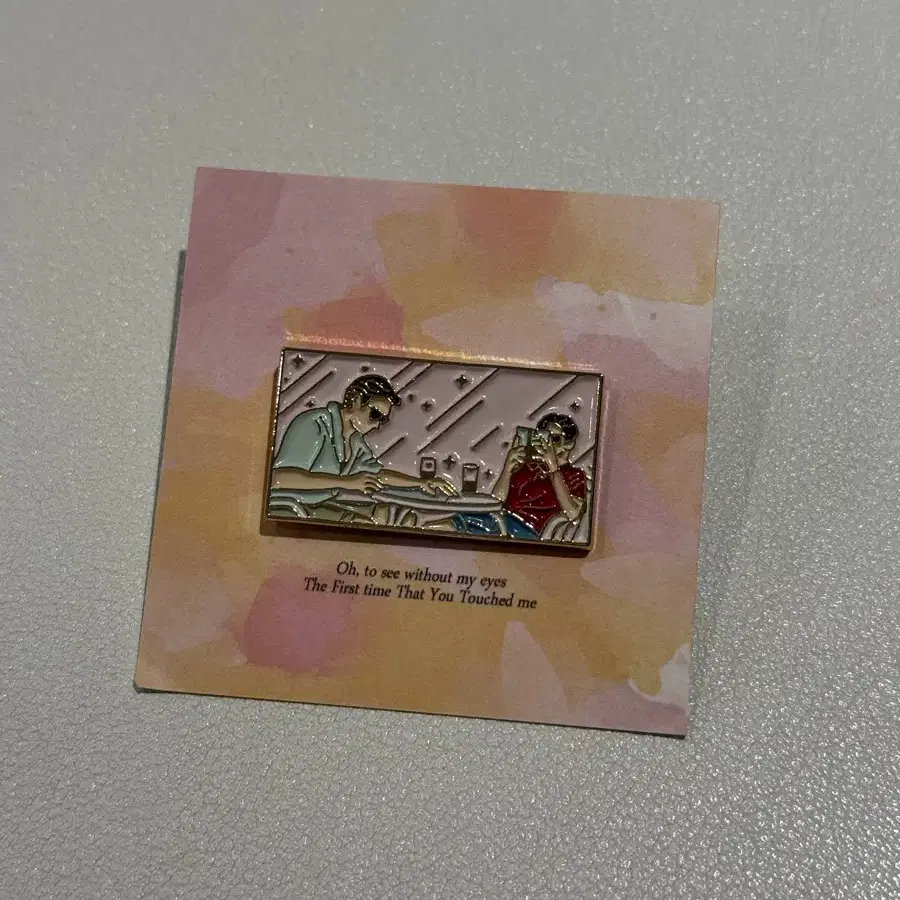 Oh, to see without my eyes
The First time That You Touched me